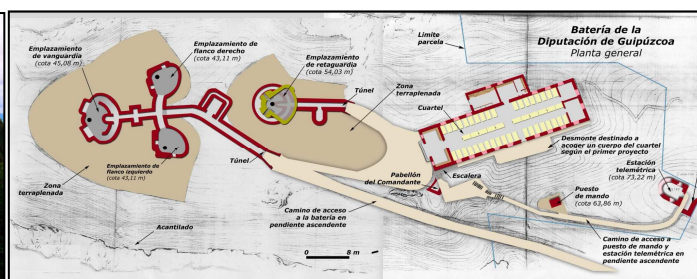 Batería de la
Diputación de Guipúzcoa
Planta general
Límite
parcela
Emplazamiento
de vanguardia
(cota 45,08 m)
Emplazamiento de
flanco derecho
(cota 43,11 m)
Emplazamiento
de retaguardia
(cota 54,03 m)
Túnel
Zona
terraplenada
Cuartel
Desmonte destinado a
acoger un cuerpo del cuartel
según el primer proyecto
Estación
telemétrica
(cota 73,22 m)
Emplazamiento de
flanco izquierdo
(cota 43,11 m)
Túnel
Pabellón
del Comandante
Escalera
Puesto
de mando
(cota 63,86 m)
Zona
terraplenada
Camino de acceso
a la batería en
pendiente ascendente
Acantilado
0 8 m
Camino de acceso a
puesto de mando y
estación telemétrica en
pendiente ascendente